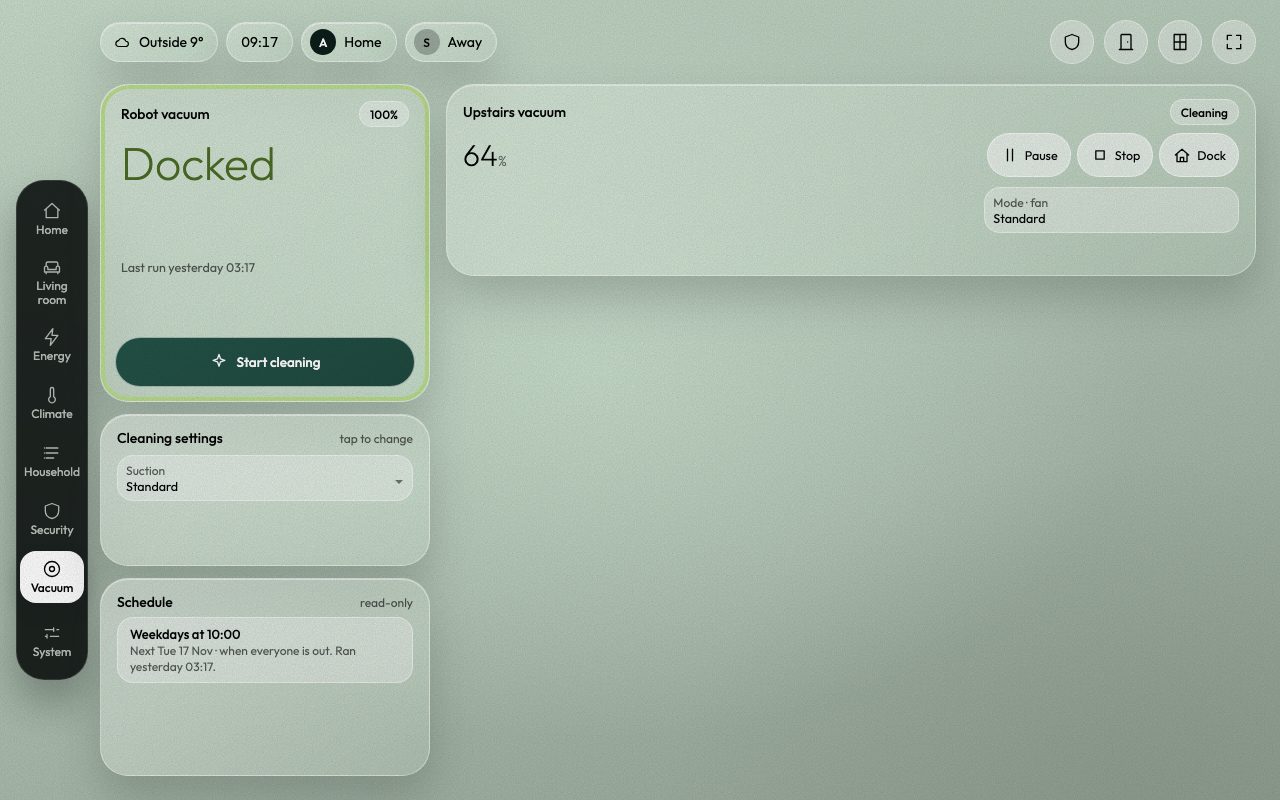 Outside 9°
09:17
A
Home
S
Away
Home
Living
room
Energy
Climate
Household
Security
Vacuum
System
Robot vacuum
100%
Docked
Last run yesterday 03:17
Start cleaning
Cleaning settings
tap to change
Suction
Standard
Schedule
read-only
Weekdays at 10:00
Next Tue 17 Nov · when everyone is out. Ran
yesterday 03:17.
Upstairs vacuum
Cleaning
64%
Pause
Stop
Dock
Mode · fan
Standard